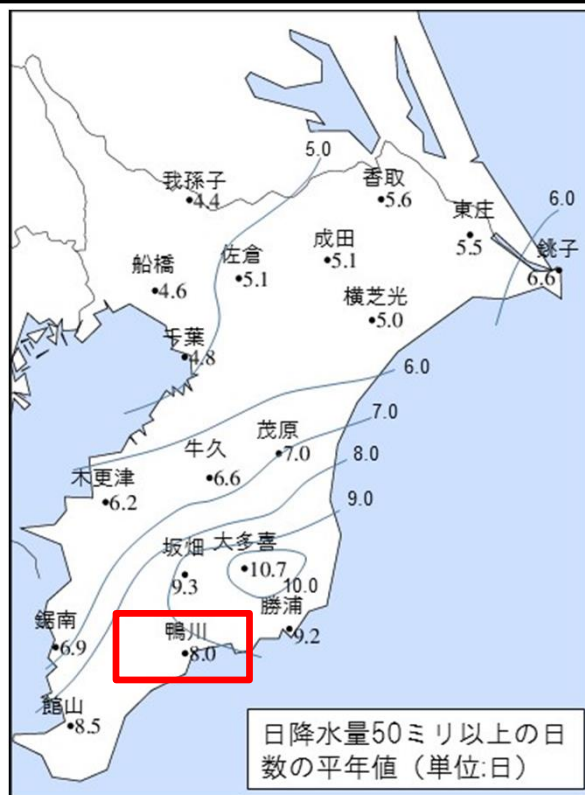 5.0
我孫子
4.4
香取
5.6
6.0
東庄
5.5
銚子
6.6
成田
5.1
佐倉
5.1
船橋
4.6
横芝光
5.0
千葉
4.8
6.0
7.0
茂原
7.0
牛久
6.6
8.0
木更津
6.2
9.0
大多喜
10.7
坂畑
9.3
10.0
勝浦
9.2
鋸南
6.9
鴨川
8.0
館山
8.5
日降水量50ミリ以上の日
数の平年値（単位:日）